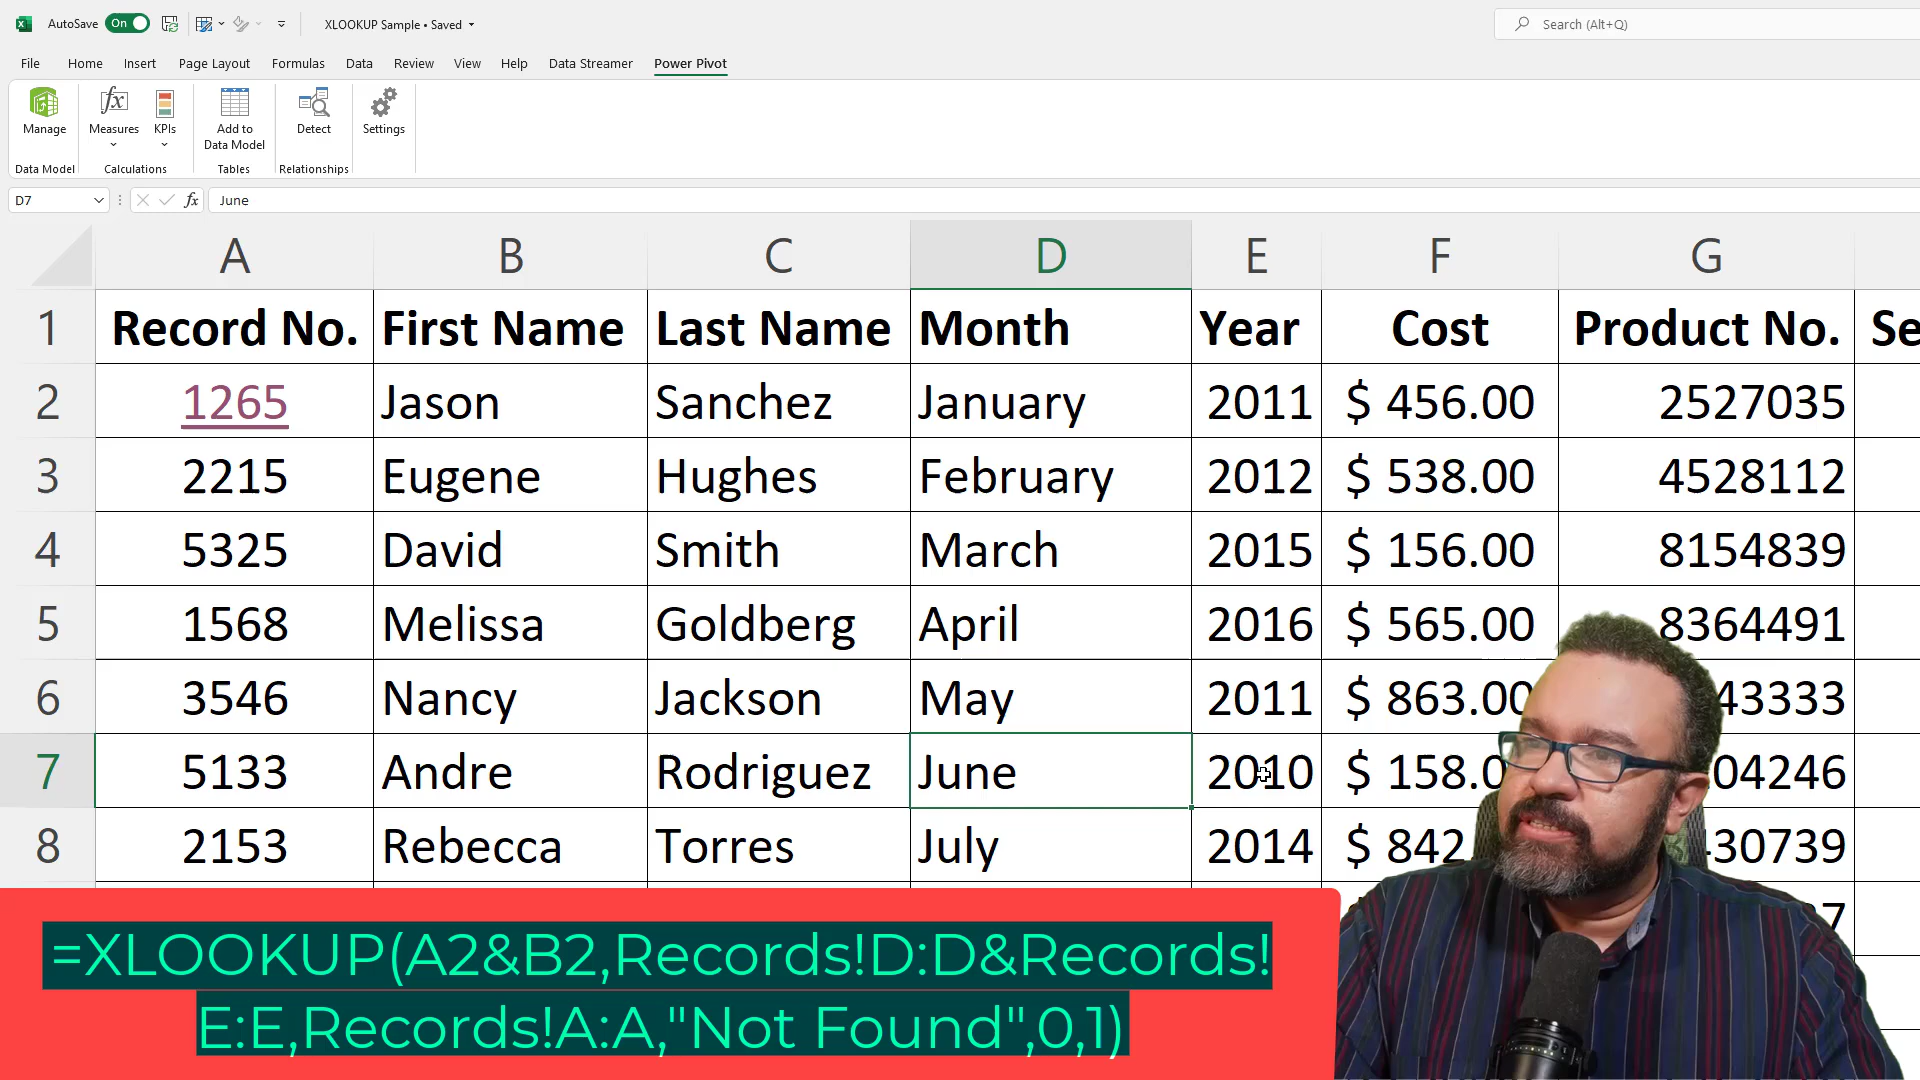 AutoSave On XLOOKUP Sample • Saved Search (Alt+Q)
File Home Insert Page Layout Formulas Data Review View Help Data Streamer Power Pivot
Manage Measures KPIs Add to Data Model Detect Settings
Data Model Calculations Tables Relationships
D7 fx June
A B C D E F G
1 Record No. First Name Last Name Month Year Cost Product No.
2 1265 Jason Sanchez January 2011 $ 456.00 2527035
3 2215 Eugene Hughes February 2012 $ 538.00 4528112
4 5325 David Smith March 2015 $ 156.00 8154839
5 1568 Melissa Goldberg April 2016 $ 565.00 8364491
6 3546 Nancy Jackson May 2011 $ 863.00
7 5133 Andre Rodriguez June 2010
8 2153 Rebecca Torres July 2014
=XLOOKUP(A2&B2,Records!D:D&Records!
E:E,Records!A:A,"Not Found",0,1)